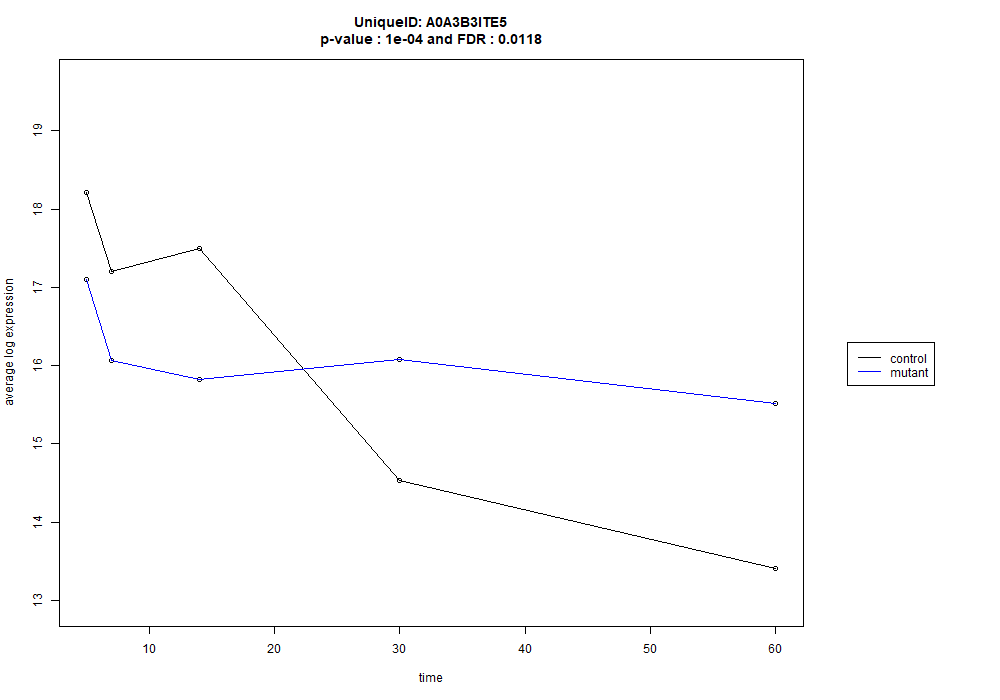 UniqueID: A0A3B3ITE5
p-value : 1e-04 and FDR : 0.0118
average log expression
19
18
17
16
15
14
13
10
20
30
40
50
60
time
control
mutant